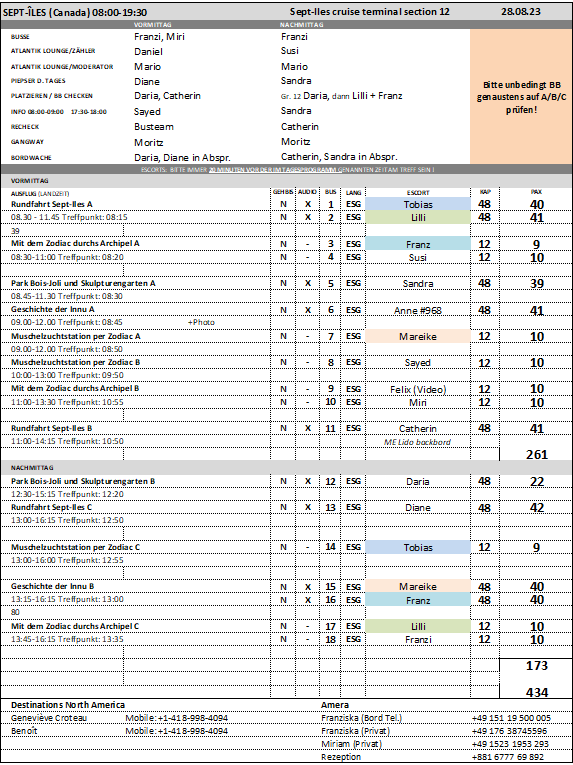 SEPT-ÎLES (Canada) 08:00-19:30 Sept-Iles cruise terminal section 12 28.08.23
VORMITTAG NACHMITTAG
BUSSE Franzi, Miri Franzi
ATLANTIK LOUNGE/ZÄHLER Daniel Susi
ATLANTIK LOUNGE/MODERATOR Mario Mario
PIEPSER D. TAGES Diane Sandra
PLATZIEREN / BB CHECKEN Daria, Catherin Gr. 12 Daria, dann Lilli + Franz
INFO 08:00-09:00 17:30-18:00 Sayed Sandra
RECHECK Busteam Catherin
GANGWAY Moritz Moritz
BORDWACHE Daria, Diane in Abspr. Catherin, Sandra in Abspr.
Bitte unbedingt BB
genaustens auf A/B/C
prüfen!
ESCORTS: BITTE IMMER 20 MINUTEN VOR DER IM TAGESPROGRAMM GENANNTEN ZEIT AM TREFF SEIN!
VORMITTAG
AUSFLUG (LANDZEIT) GEHBIS AUDIO BUS LANG ESCORT KAP PAX
Rundfahrt Sept-Iles A N X 1 ESG Tobias 48 40
08.30 - 11.45 Treffpunkt: 08:15 N X 2 ESG Lilli 48 41
39
Mit dem Zodiac durchs Archipel A N - 3 ESG Franz 12 9
08:30-11:00 Treffpunkt: 08:20 N - 4 ESG Susi 12 10
Park Bois-Joli und Skulpturengarten A N X 5 ESG Sandra 48 39
08.45-11.30 Treffpunkt: 08:30
Geschichte der Innu A N X 6 ESG Anne #968 48 41
09.00-12.00 Treffpunkt: 08:45 +Photo
Muschelzuchtstation per Zodiac A N - 7 ESG Mareike 12 10
09.00-12.00 Treffpunkt: 08:50
Muschelzuchtstation per Zodiac B N - 8 ESG Sayed 12 10
10:00-13:00 Treffpunkt: 09:50
Mit dem Zodiac durchs Archipel B N - 9 ESG Felix (Video) 12 10
11:00-13:30 Treffpunkt: 10:55 N - 10 ESG Miri 12 10
Rundfahrt Sept-Iles B N X 11 ESG Catherin 48 41
11:00-14:15 Treffpunkt: 10:50 ME Lido backbord
261
NACHMITTAG
Park Bois-Joli und Skulpturengarten B N X 12 ESG Daria 48 22
12:30-15:15 Treffpunkt: 12:20
Rundfahrt Sept-Iles C N X 13 ESG Diane 48 42
13:00-16:15 Treffpunkt: 12:50
Muschelzuchtstation per Zodiac C N - 14 ESG Tobias 12 9
13:00-16:00 Treffpunkt: 12:55
Geschichte der Innu B N X 15 ESG Mareike 48 40
13:15-16:15 Treffpunkt: 13:00 N X 16 ESG Franz 48 40
80
Mit dem Zodiac durchs Archipel C N - 17 ESG Lilli 12 10
13:45-16:15 Treffpunkt: 13:35 N - 18 ESG Franzi 12 10
173
434
Destinations North America Amera
Geneviève Croteau Mobile: +1-418-998-4094 Franziska (Bord Tel.) +49 151 19 500 005
Benoit Mobile: +1-418-998-4094 Franziska (Privat) +49 176 38745596
Miriam (Privat) +49 1523 1953 293
Rezeption +881 6777 69 892